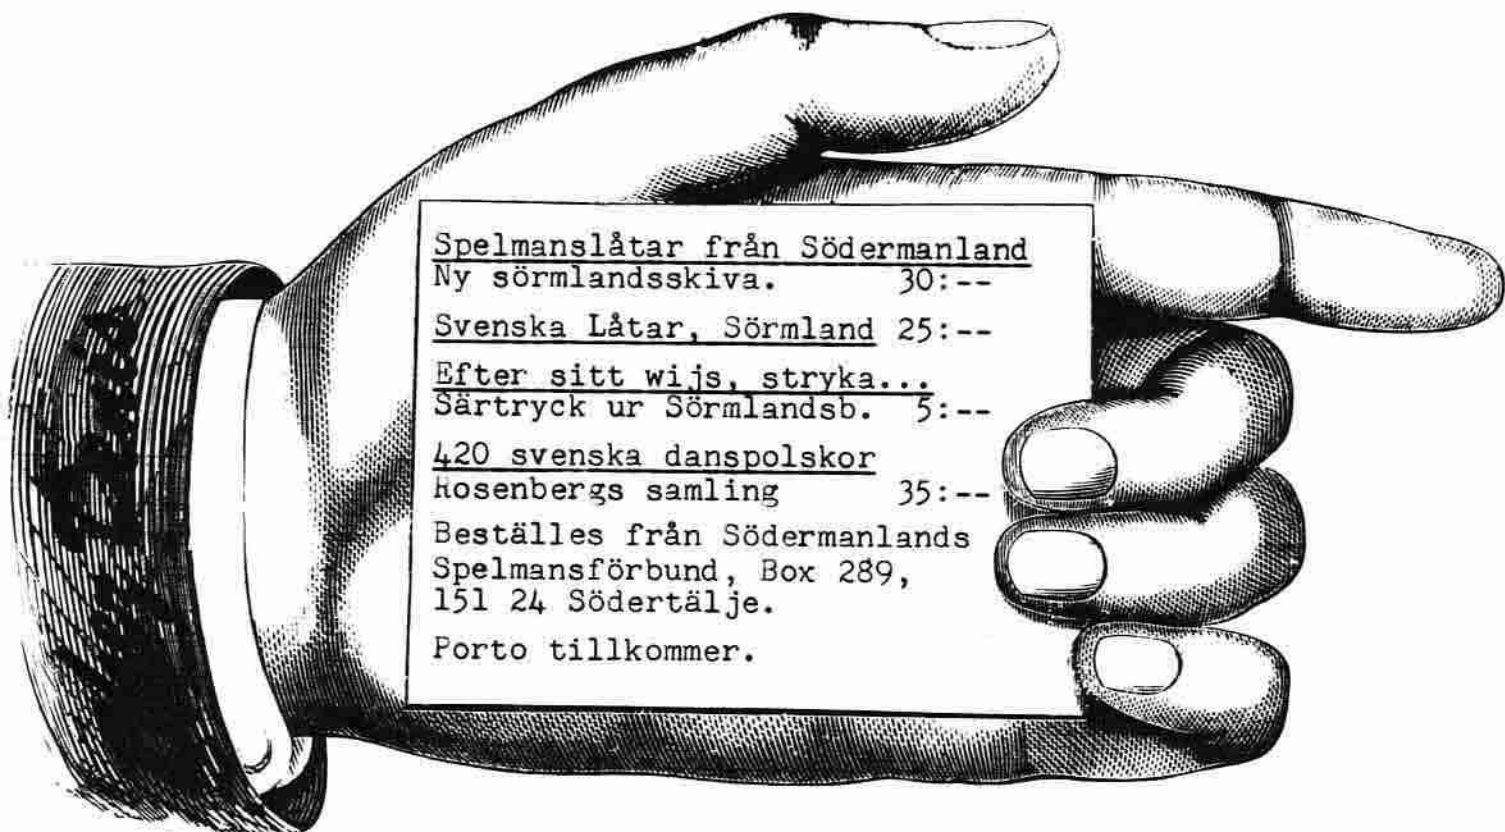 Spelmanslåtar från Södermanland
Ny sörmlandsskiva. 30:--
Svenska Låtar, Sörmland 25:--
Efter sitt wijs, stryka...
Särtryck ur Sörmlandsb. 5:--
420 svenska danspolskor
Rosenbergs samling 35:--
Beställes från Södermanlands
Spelmansförbund, Box 289,
151 24 Södertälje.
Porto tillkommer.